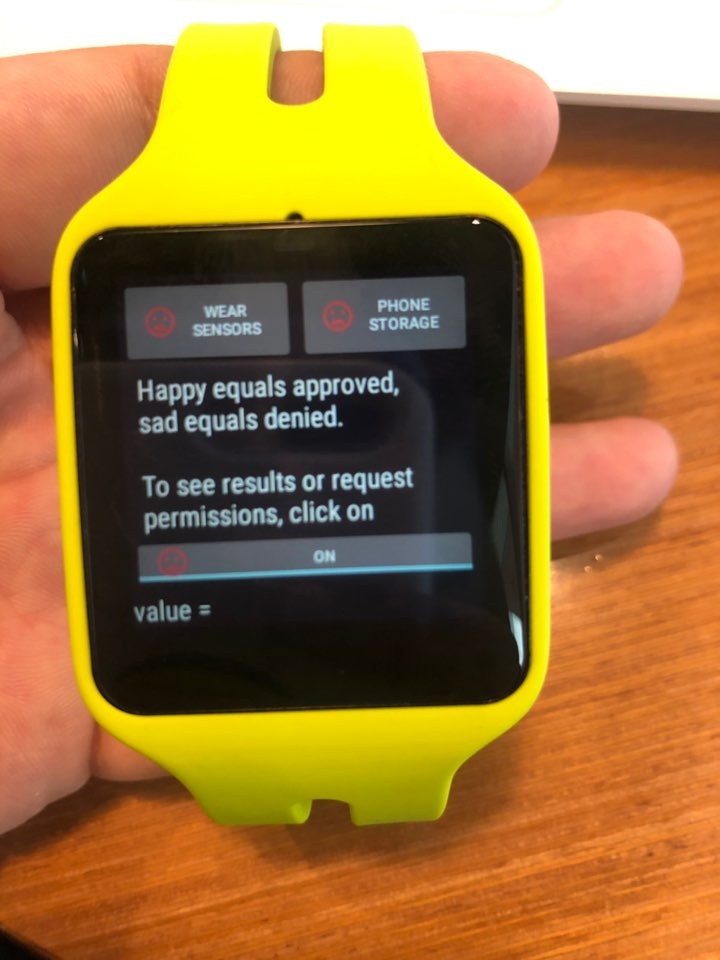 WEAR
SENSORS
PHONE
STORAGE
Happy equals approved,
sad equals denied.
To see results or request
permissions, click on
ON
value =